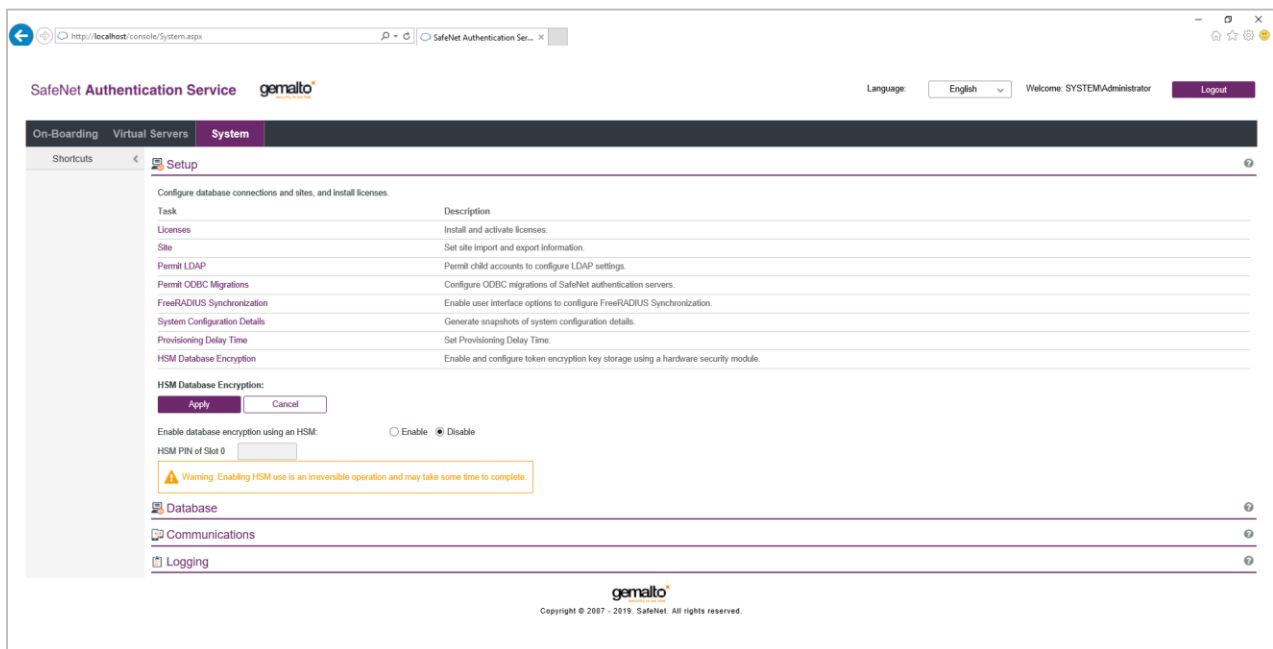 http://localhost/console/System.aspx
SafeNet Authentication Ser...
SafeNet Authentication Service
gemalto
Language:
English
Welcome: SYSTEM\Administrator
Logout
On-Boarding
Virtual Servers
System
Shortcuts
Setup
Configure database connections and sites, and install licenses.
Task Description
Licenses Install and activate licenses.
Site Set site import and export information.
Permit LDAP Permit child accounts to configure LDAP settings.
Permit ODBC Migrations Configure ODBC migrations of SafeNet authentication servers.
FreeRADIUS Synchronization Enable user interface options to configure FreeRADIUS Synchronization.
System Configuration Details Generate snapshots of system configuration details.
Provisioning Delay Time Set Provisioning Delay Time.
HSM Database Encryption Enable and configure token encryption key storage using a hardware security module.
HSM Database Encryption:
Apply Cancel
Enable database encryption using an HSM: Enable Disable
HSM PIN of Slot 0
Warning: Enabling HSM use is an irreversible operation and may take some time to complete.
Database
Communications
Logging
gemalto
Copyright © 2007 - 2019. SafeNet. All rights reserved.